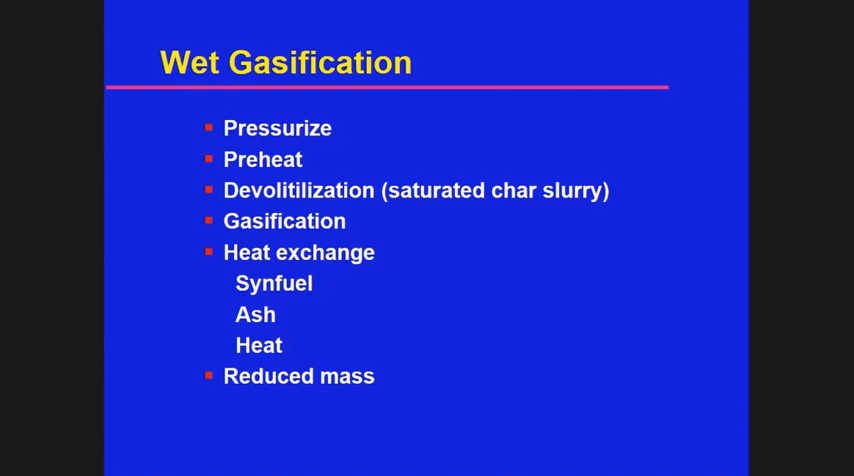 Wet Gasification
Pressurize
Preheat
Devolitilization (saturated char slurry)
Gasification
Heat exchange
Synfuel
Ash
Heat
Reduced mass